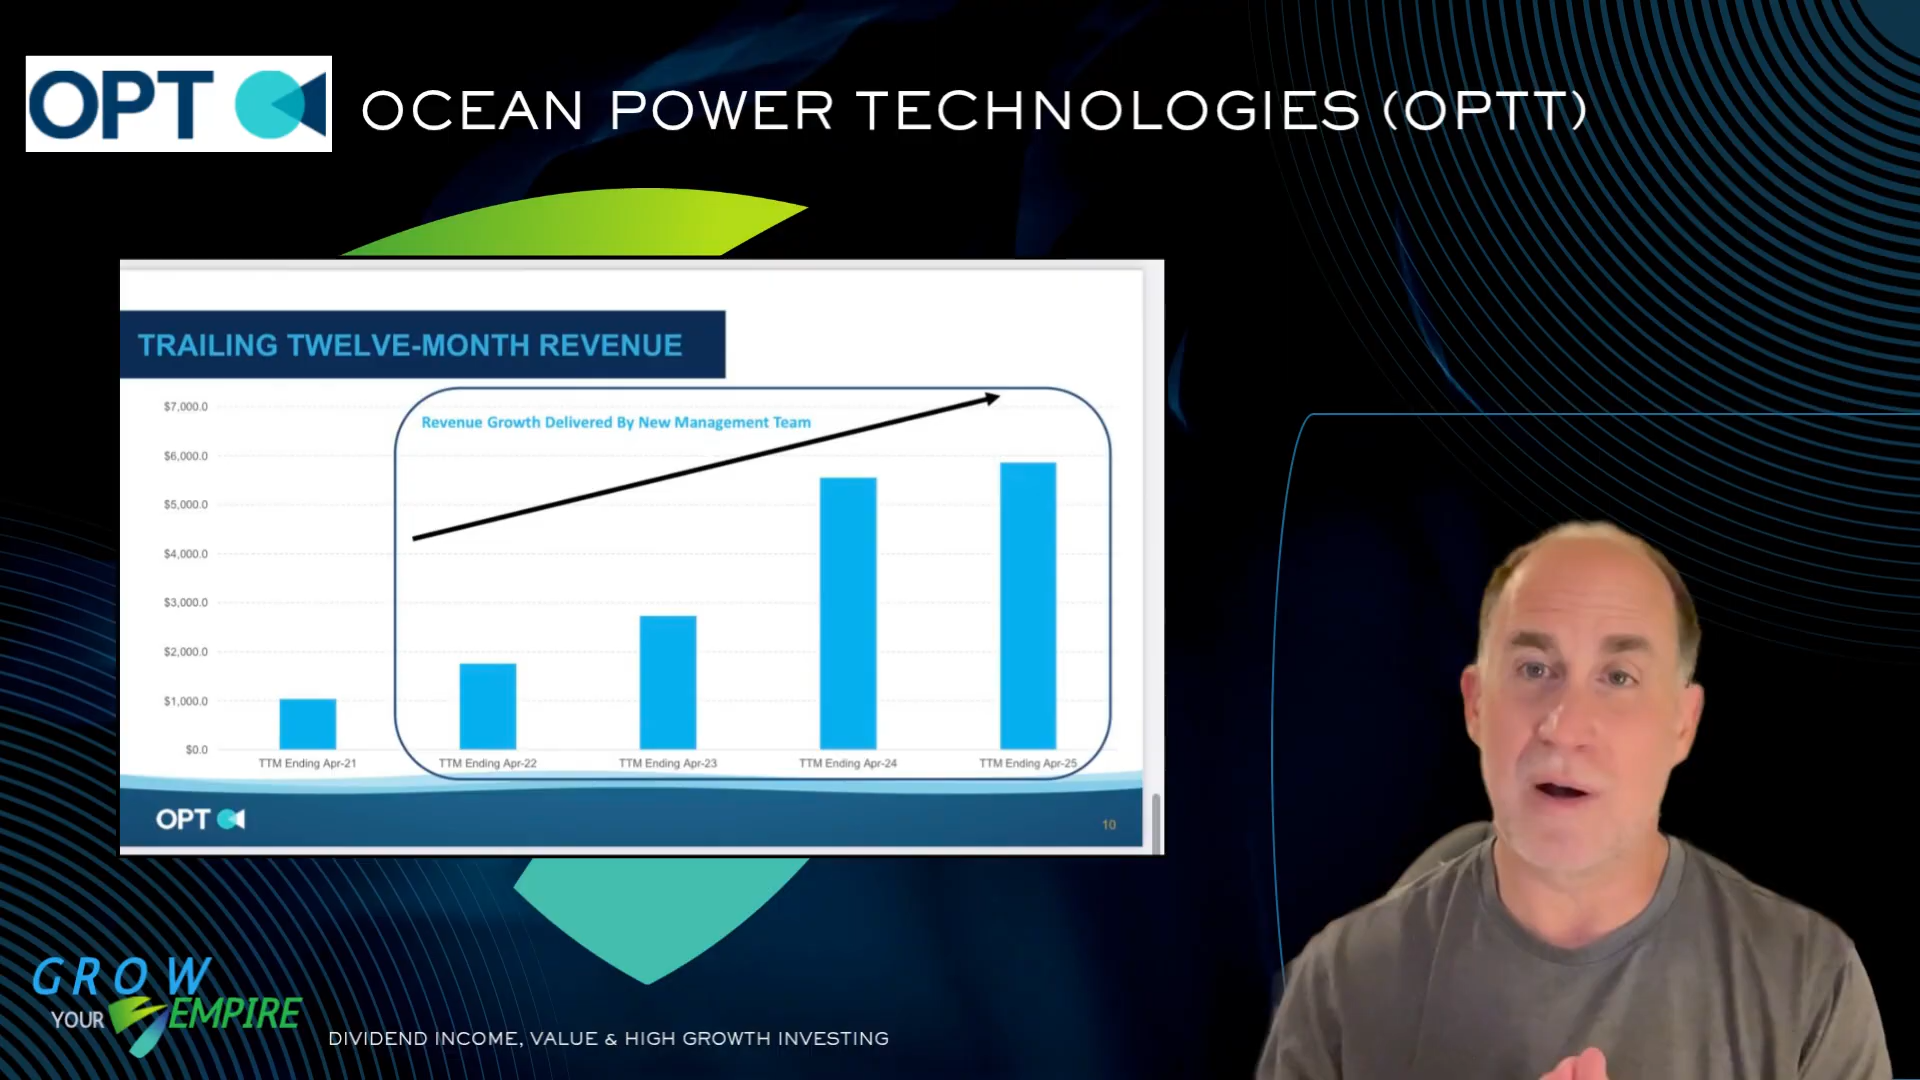 OPT
OCEAN POWER TECHNOLOGIES (OPTT)
TRAILING TWELVE-MONTH REVENUE
Revenue Growth Delivered By New Management Team
$7,000.0
$6,000.0
$5,000.0
$4,000.0
$3,000.0
$2,000.0
$1,000.0
$0.0
TTM Ending Apr-21
TTM Ending Apr-22
TTM Ending Apr-23
TTM Ending Apr-24
TTM Ending Apr-25
OPT
10
GROW
YOUR EMPIRE
DIVIDEND INCOME, VALUE & HIGH GROWTH INVESTING